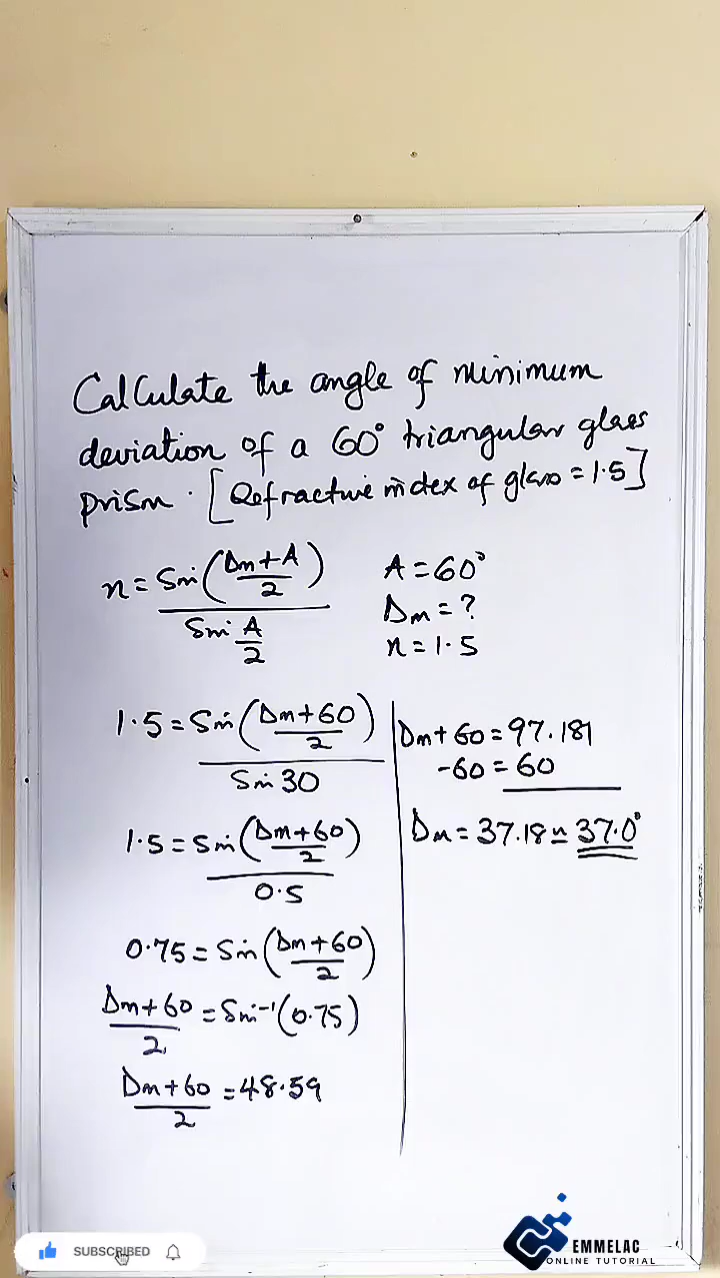 Calculate the angle of minimum
deviation of a 60° triangular glass
prism. [Refractive index of glass = 1.5]
n = Sin(Dm+A/2) / Sin A/2
A = 60°
Dm = ?
n = 1.5
1.5 = Sin(Dm+60/2) / Sin 30
1.5 = Sin(Dm+60/2) / 0.5
0.75 = Sin(Dm+60/2)
Dm+60/2 = Sin⁻¹(0.75)
Dm+60/2 = 48.59
Dm+60 = 97.181
-60 = 60
Dm = 37.18 ≃ 37.0°
SUBSCRIBED
EMMELAC
ONLINE TUTORIAL